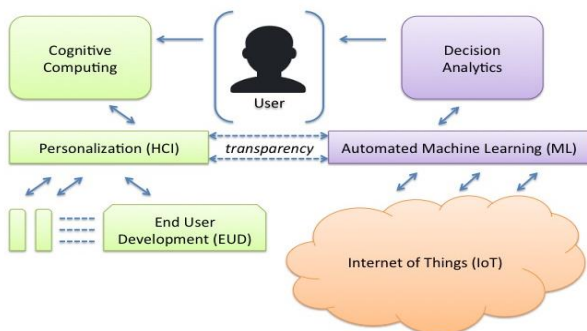 Cognitive
Computing
User
Decision
Analytics
Personalization (HCI)
transparency
Automated Machine Learning (ML)
End User
Development (EUD)
Internet of Things (IoT)